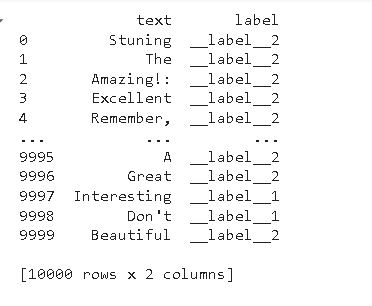 text label
0 Stuning __label__2
1 The __label__2
2 Amazing!: __label__2
3 Excellent __label__2
4 Remember, __label__2
... ... ...
9995 A __label__2
9996 Great __label__2
9997 Interesting __label__1
9998 Don't __label__1
9999 Beautiful __label__2
[10000 rows x 2 columns]